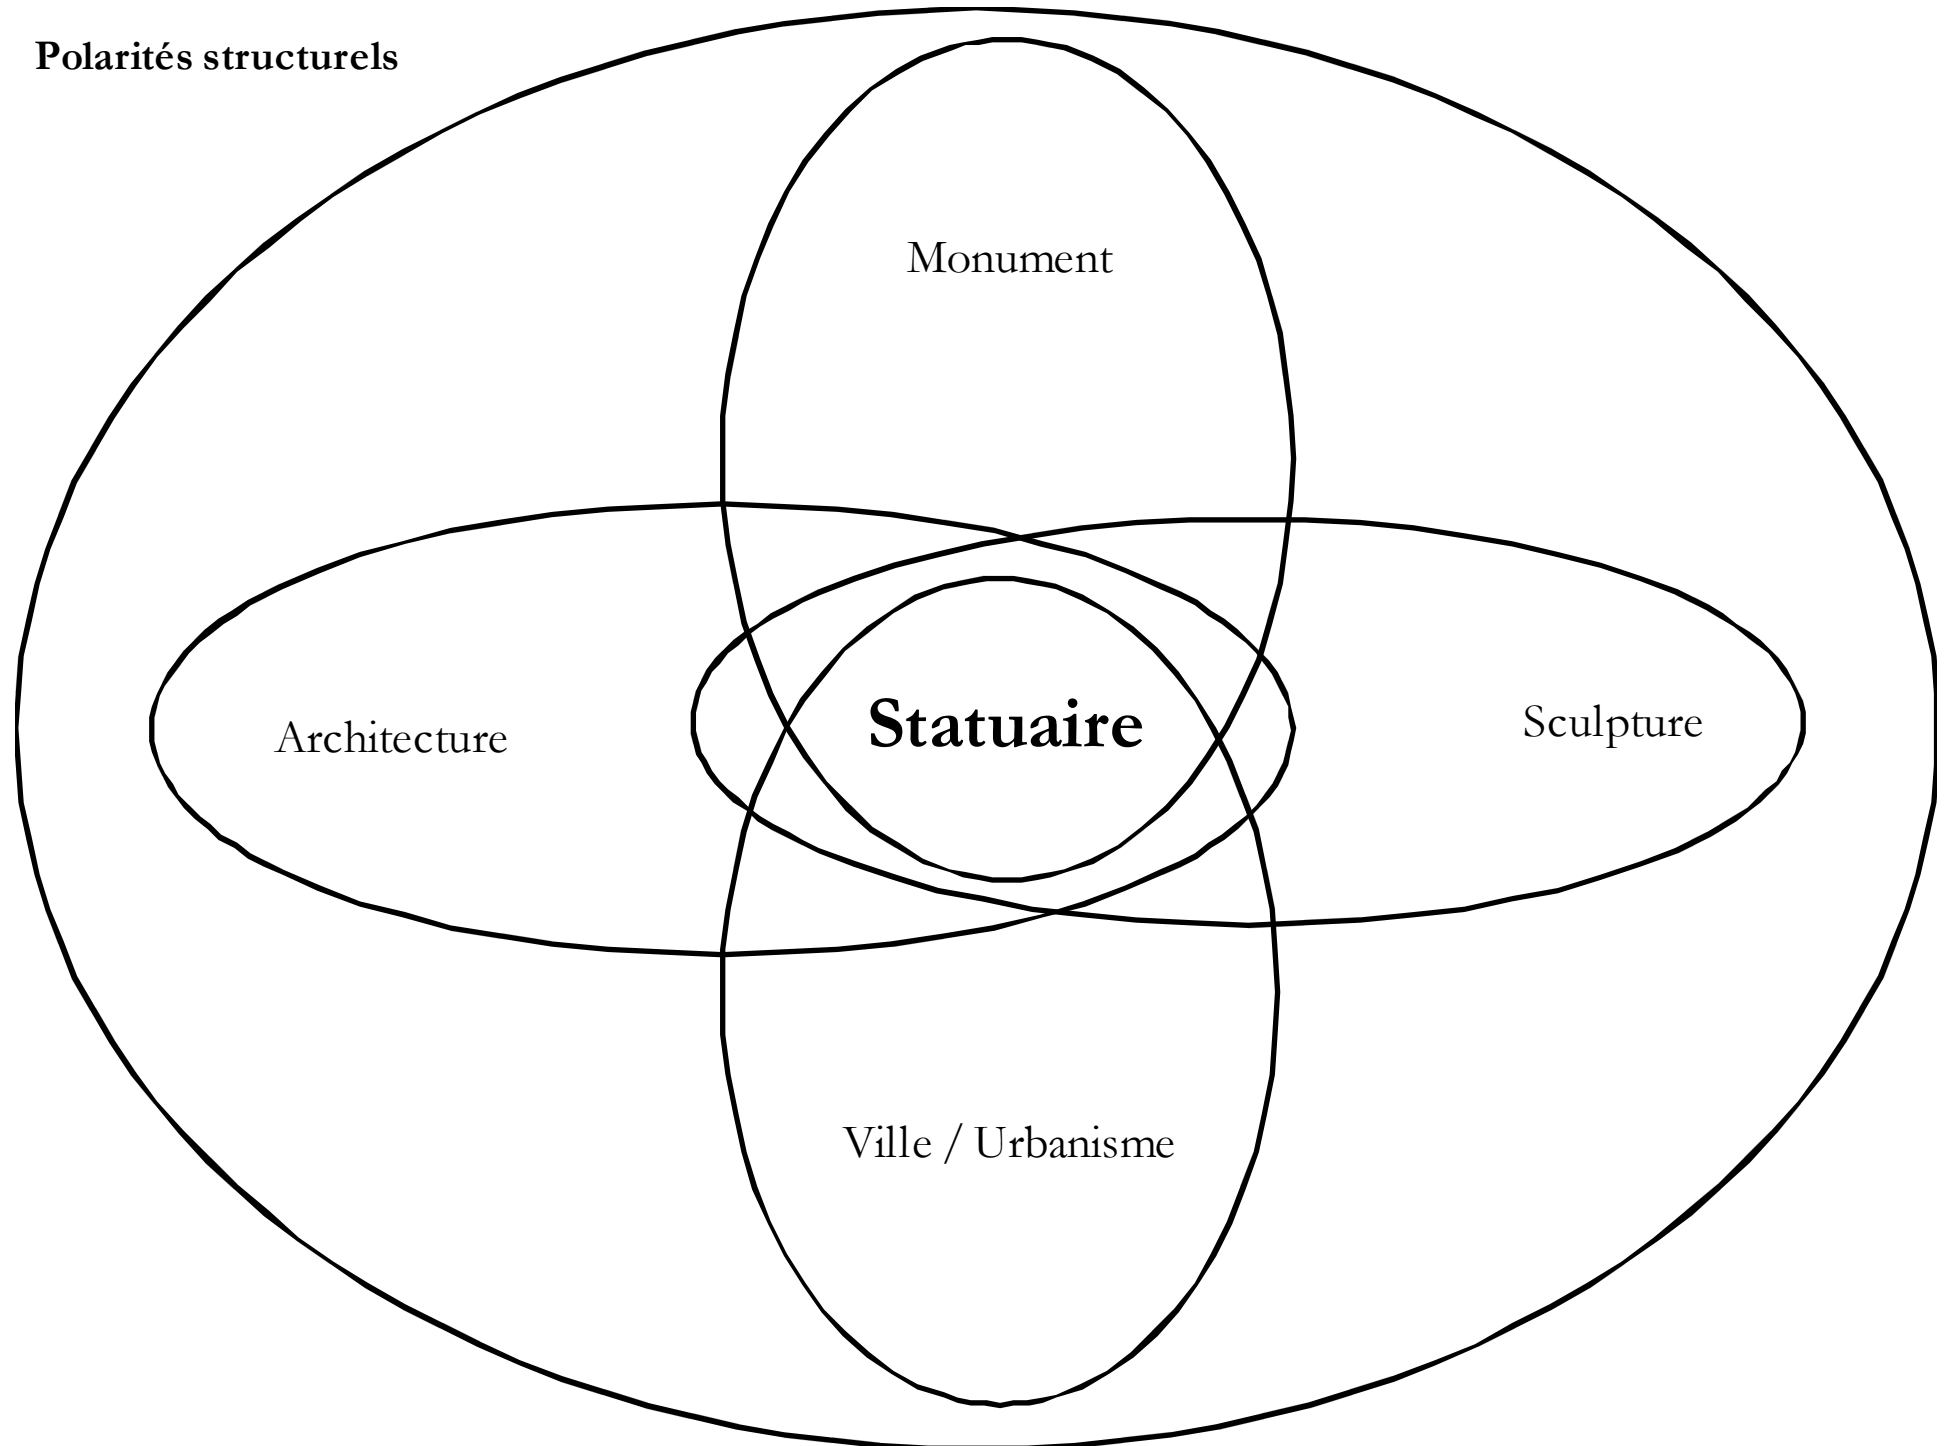 Polarités structurels
Monument
Architecture
Statuaire
Sculpture
Ville / Urbanisme